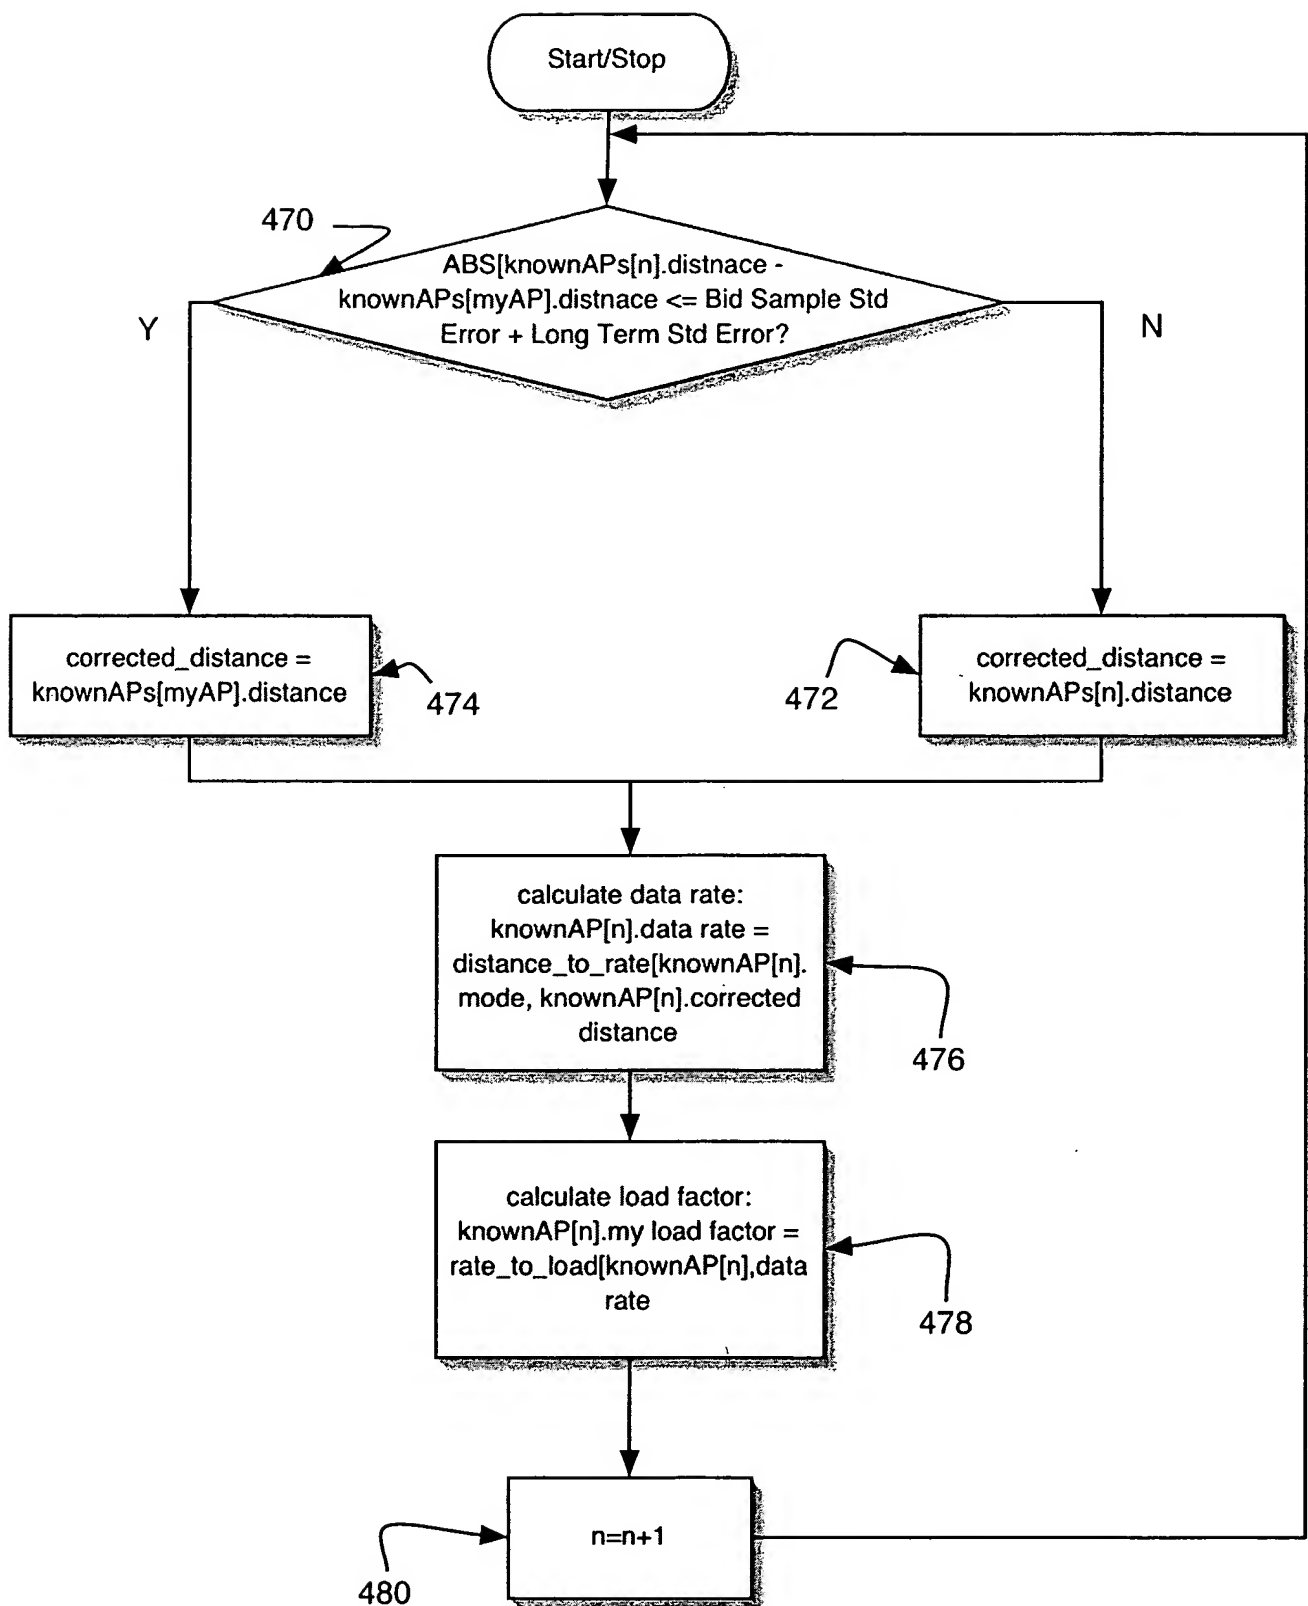 Start/Stop
470
ABS[knownAPs[n].distnace -
knownAPs[myAP].distnace <= Bid Sample Std
Error + Long Term Std Error?
Y
N
corrected_distance =
knownAPs[myAP].distance
474
472
corrected_distance =
knownAPs[n].distance
calculate data rate:
knownAP[n].data rate =
distance_to_rate[knownAP[n].
mode, knownAP[n].corrected
distance
476
calculate load factor:
knownAP[n].my load factor =
rate_to_load[knownAP[n],data
rate
478
n=n+1
480